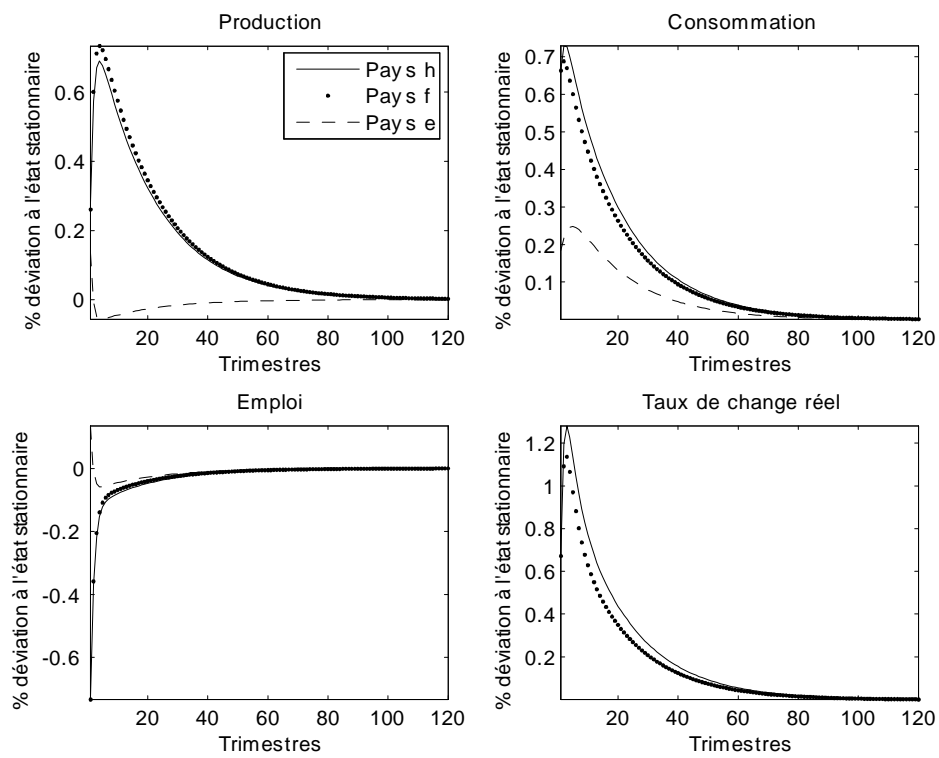 Production
% déviation à l'état stationnaire
0.6
0.4
0.2
0
20 40 60 80 100 120
Trimestres
Pays h
Pays f
Pays e
Consommation
% déviation à l'état stationnaire
0.7
0.6
0.5
0.4
0.3
0.2
0.1
20 40 60 80 100 120
Trimestres
Emploi
% déviation à l'état stationnaire
0
-0.2
-0.4
-0.6
20 40 60 80 100 120
Trimestres
Taux de change réel
% déviation à l'état stationnaire
1.2
1
0.8
0.6
0.4
0.2
20 40 60 80 100 120
Trimestres